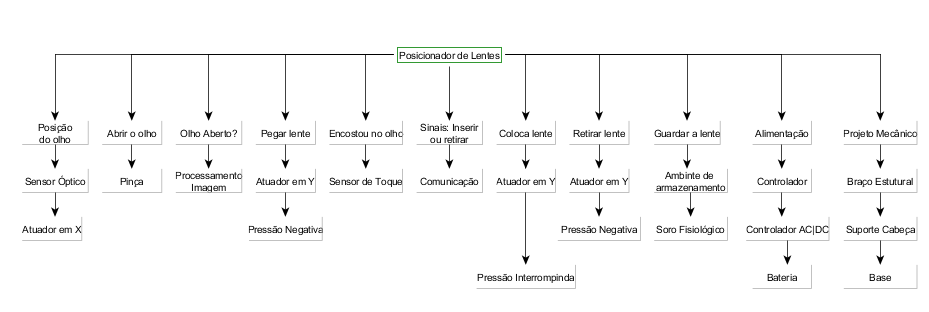 Posicionador de Lentes
Posição
do olho
Abrir o olho
Olho Aberto?
Pegar lente
Encostou no olho
Sinais: Inserir
ou retirar
Coloca lente
Retirar lente
Guardar a lente
Alimentação
Projeto Mecânico
Sensor Óptico
Pinça
Processamento
Imagem
Atuador em Y
Sensor de Toque
Comunicação
Atuador em Y
Atuador em Y
Ambinte de
armazenamento
Controlador
Braço Estutural
Atuador em X
Pressão Negativa
Pressão Negativa
Soro Fisiológico
Controlador AC|DC
Suporte Cabeça
Pressão Interrompinda
Bateria
Base